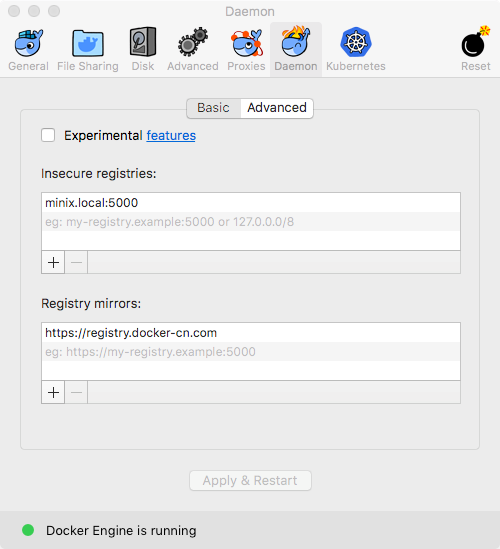 Daemon
General File Sharing Disk Advanced Proxies Daemon Kubernetes Reset
Basic Advanced
Experimental features
Insecure registries:
minix.local:5000
eg: my-registry.example:5000 or 127.0.0.0/8
+ −
Registry mirrors:
https://registry.docker-cn.com
eg: https://my-registry.example:5000
+ −
Apply & Restart
Docker Engine is running